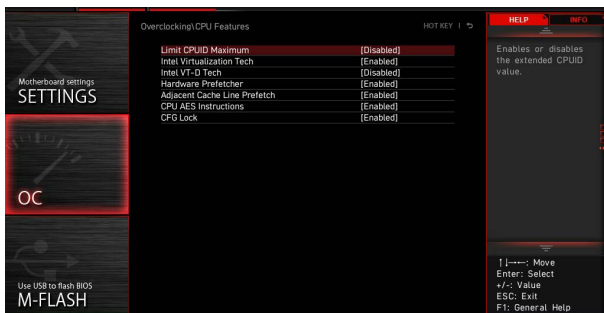 Overclocking\CPU Features
HOT KEY | ↰
HELP
INFO
Limit CPUID Maximum [Disabled]
Intel Virtualization Tech [Enabled]
Intel VT-D Tech [Disabled]
Hardware Prefetcher [Enabled]
Adjacent Cache Line Prefetch [Enabled]
CPU AES Instructions [Enabled]
CFG Lock [Enabled]
Motherboard settings
SETTINGS
OC
Use USB to flash BIOS
M-FLASH
Enables or disables
the extended CPUID
value.
↑↓→←: Move
Enter: Select
+/-: Value
ESC: Exit
F1: General Help